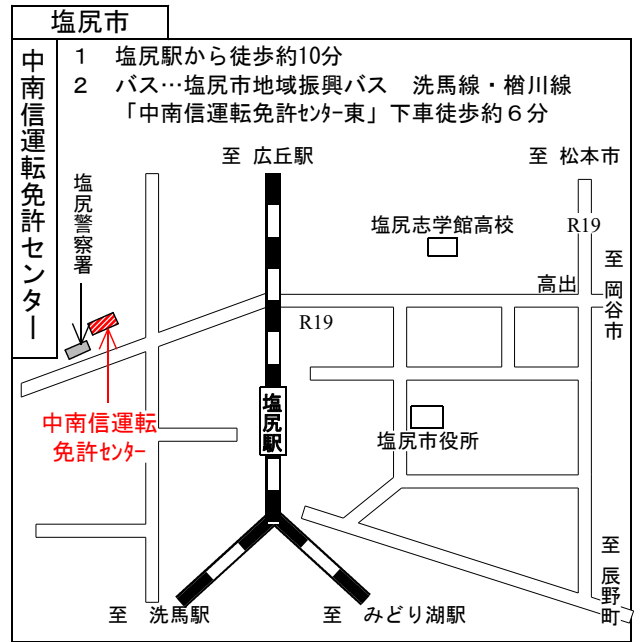 塩尻市
中南信運転免許センター
1 塩尻駅から徒歩約10分
2 バス…塩尻市地域振興バス 洗馬線・楢川線
「中南信運転免許ｾﾝﾀｰ東」下車徒歩約６分
至 広丘駅
至 松本市
塩尻警察署
塩尻志学館高校
R19
至 岡谷市
高出
R19
塩尻駅
中南信運転
免許ｾﾝﾀｰ
塩尻市役所
至 辰野町
至 洗馬駅
至 みどり湖駅